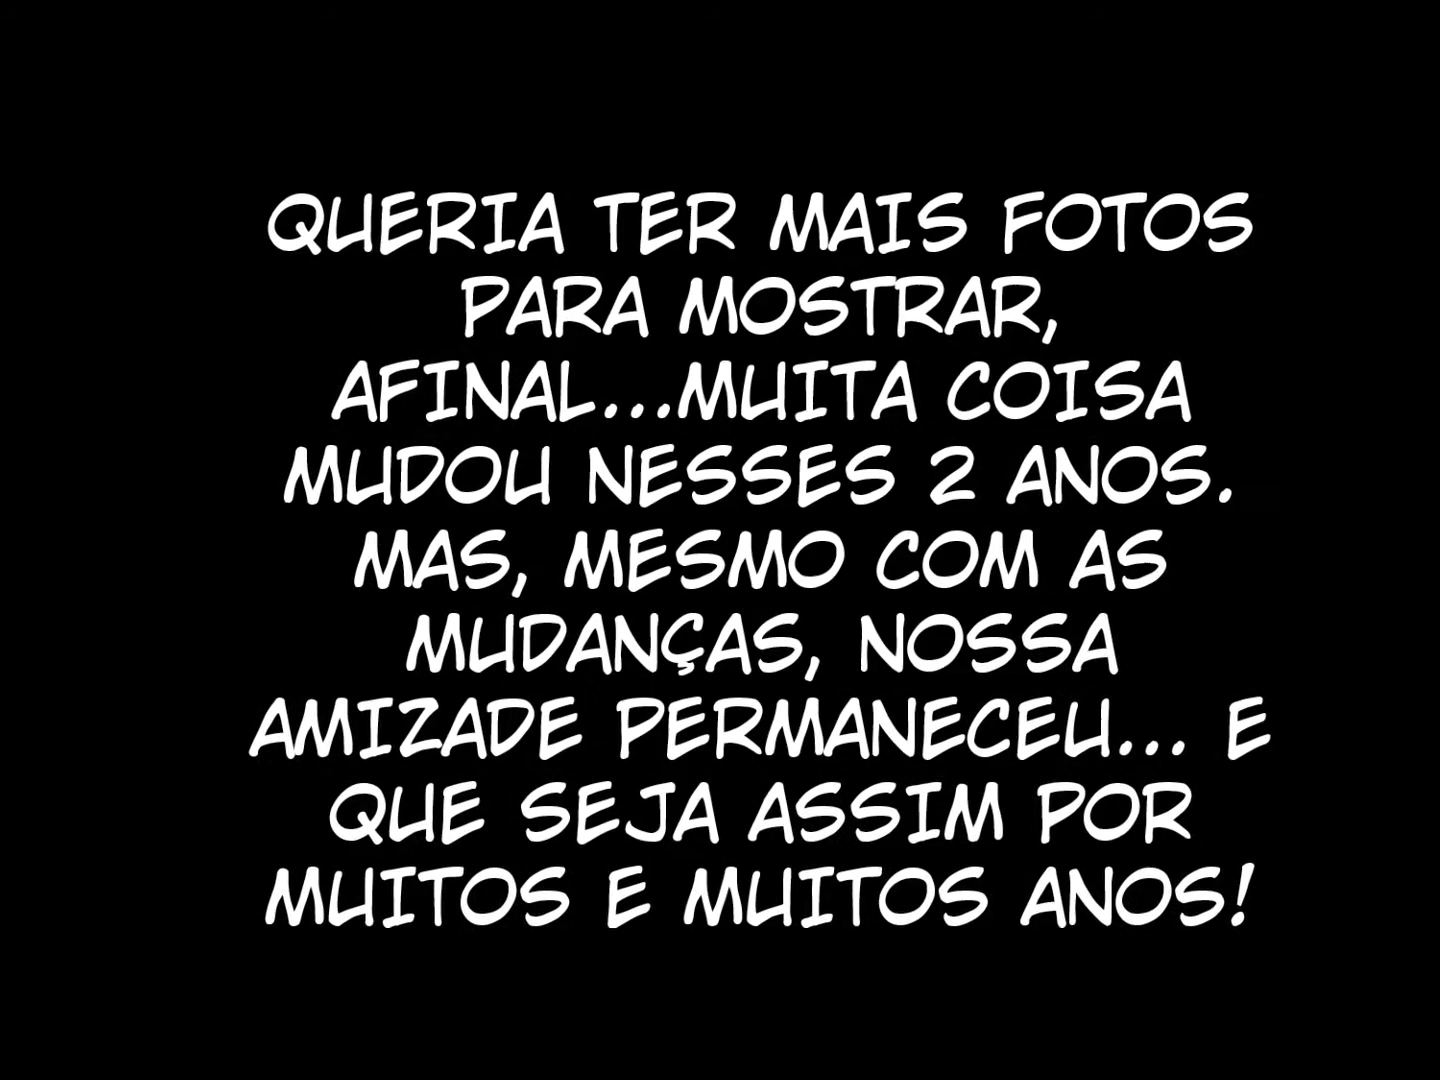 QUERIA TER MAIS FOTOS
PARA MOSTRAR,
AFINAL...MUITA COISA
MUDOU NESSES 2 ANOS.
MAS, MESMO COM AS
MUDANÇAS, NOSSA
AMIZADE PERMANECEU... E
QUE SEJA ASSIM POR
MUITOS E MUITOS ANOS!